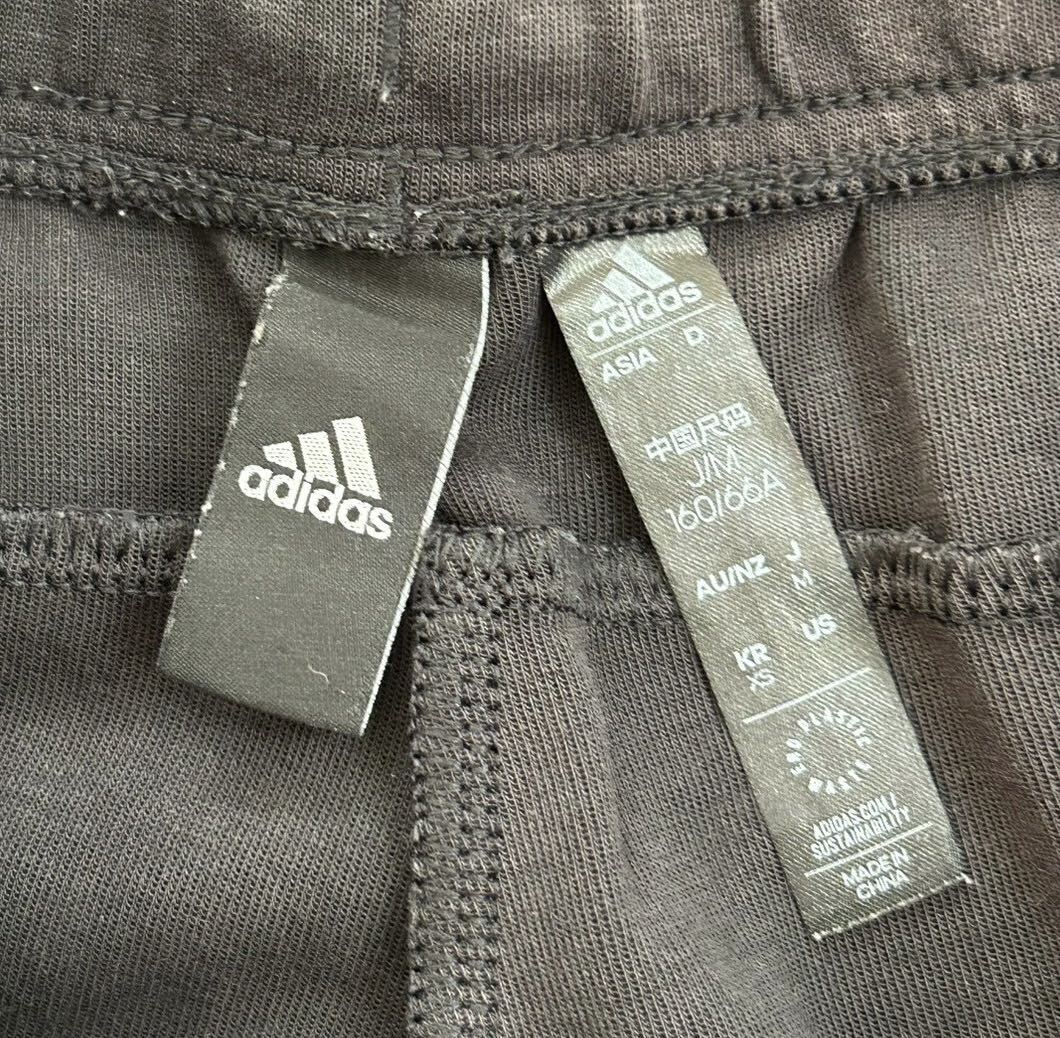 adidas
adidas
ASIA D
中国尺码
J/M
160/66A
AU/NZ J
M
KR US
XS
END PLASTIC WASTE
ADIDAS.COM/
SUSTAINABILITY
MADE IN
CHINA